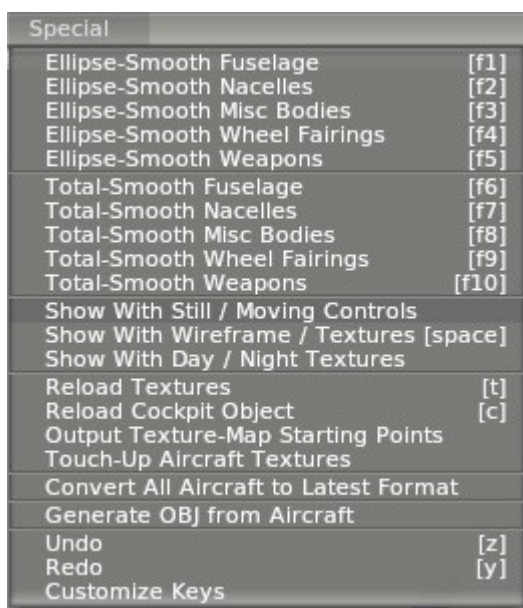 Special
Ellipse-Smooth Fuselage [f1]
Ellipse-Smooth Nacelles [f2]
Ellipse-Smooth Misc Bodies [f3]
Ellipse-Smooth Wheel Fairings [f4]
Ellipse-Smooth Weapons [f5]
Total-Smooth Fuselage [f6]
Total-Smooth Nacelles [f7]
Total-Smooth Misc Bodies [f8]
Total-Smooth Wheel Fairings [f9]
Total-Smooth Weapons [f10]
Show With Still / Moving Controls
Show With Wireframe / Textures [space]
Show With Day / Night Textures
Reload Textures [t]
Reload Cockpit Object [c]
Output Texture-Map Starting Points
Touch-Up Aircraft Textures
Convert All Aircraft to Latest Format
Generate OBJ from Aircraft
Undo [z]
Redo [y]
Customize Keys